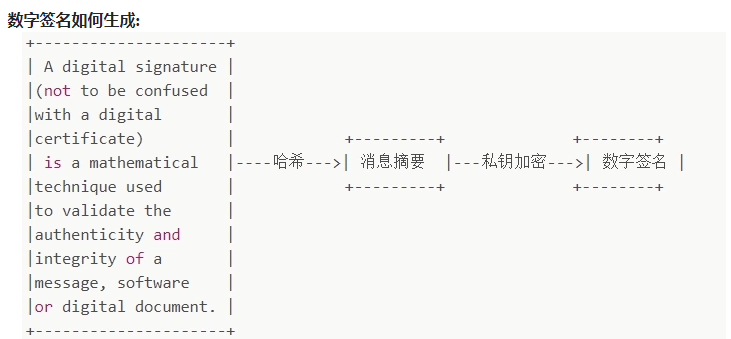 数字签名如何生成:
+---------------------+
| A digital signature |
|(not to be confused  |
|with a digital       |
|certificate)         |            +---------+              +--------+
| is a mathematical   |----哈希--->| 消息摘要  |---私钥加密--->| 数字签名 |
|technique used       |            +---------+              +--------+
|to validate the      |
|authenticity and     |
|integrity of a       |
|message, software    |
|or digital document. |
+---------------------+